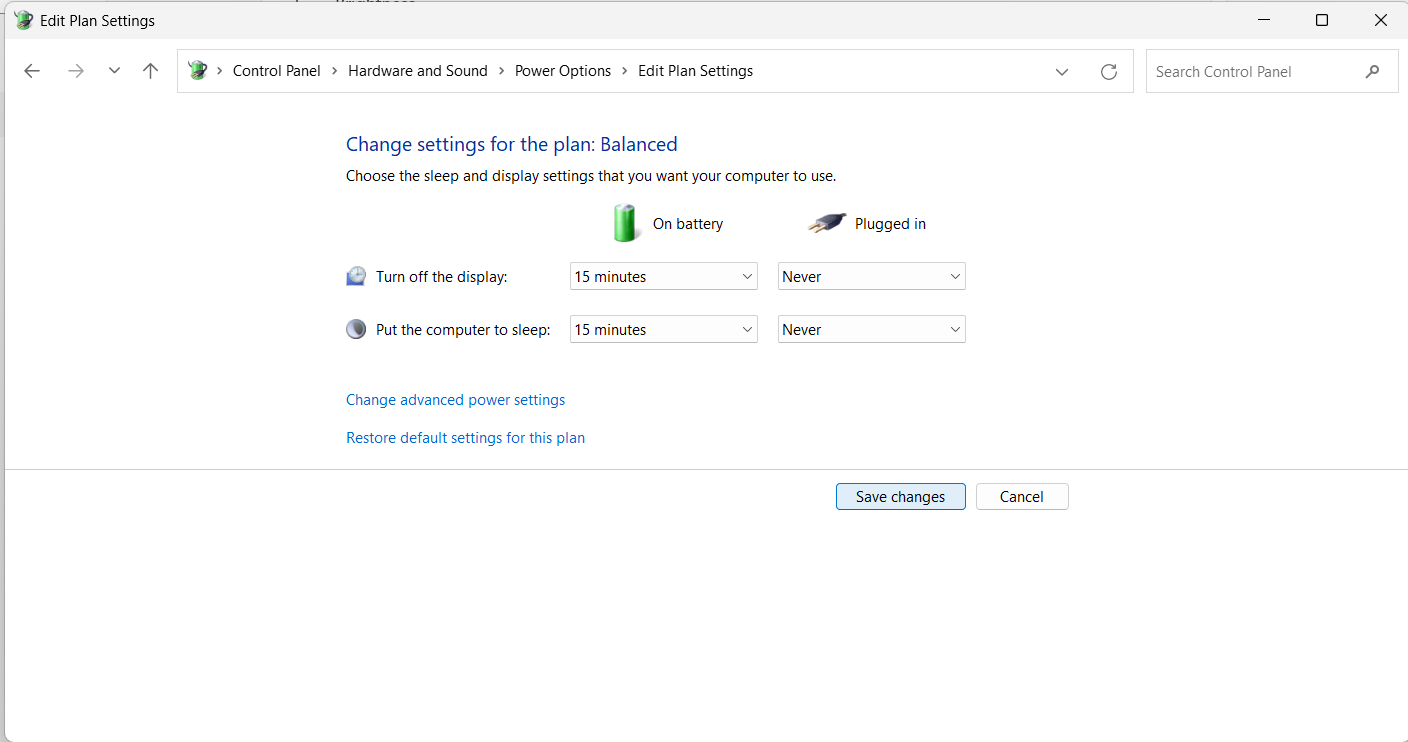 Edit Plan Settings
Control Panel > Hardware and Sound > Power Options > Edit Plan Settings
Search Control Panel
Change settings for the plan: Balanced
Choose the sleep and display settings that you want your computer to use.
On battery Plugged in
Turn off the display: 15 minutes Never
Put the computer to sleep: 15 minutes Never
Change advanced power settings
Restore default settings for this plan
Save changes Cancel